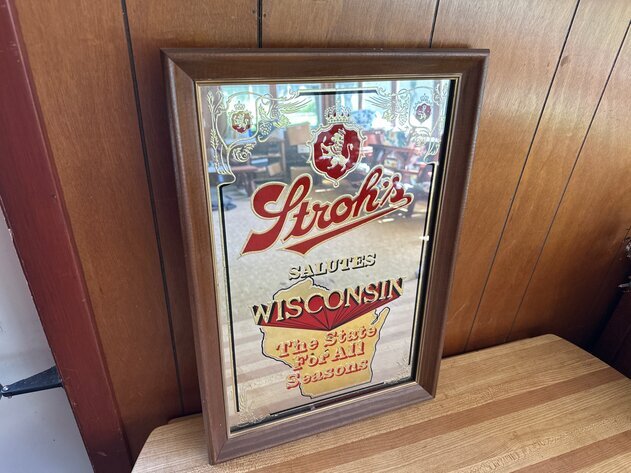 Stroh's
SALUTES
WISCONSIN
The State
For All
Seasons